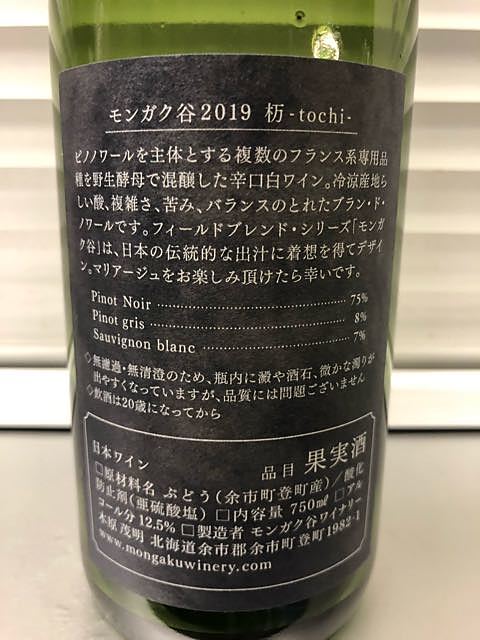 モンガク谷2019 杤 -tochi-
ピノノワールを主体とする複数のフランス系専用品
種を野生酵母で混醸した辛口白ワイン。冷涼産地ら
しい酸、複雑さ、苦み、バランスのとれたブラン・ド・
ノワールです。フィールドブレンド・シリーズ「モンガ
ク谷」は、日本の伝統的な出汁に着想を得てデザイ
ン。マリアージュをお楽しみ頂けたら幸いです。
Pinot Noir 75%
Pinot gris 8%
Sauvignon blanc 7%
◇無濾過・無清澄のため、瓶内に澱や酒石、微かな濁りが
出やすくなっていますが、品質には問題ございません
◇飲酒は20歳になってから
日本ワイン 品目 果実酒
□原材料名 ぶどう(余市町登町産)/酸化
防止剤(亜硫酸塩) □内容量 750㎖ □アル
コール分 12.5% □製造者 モンガク谷ワイナリー
木原 茂明 北海道余市郡余市町登町1982-1
www.mongakuwinery.com